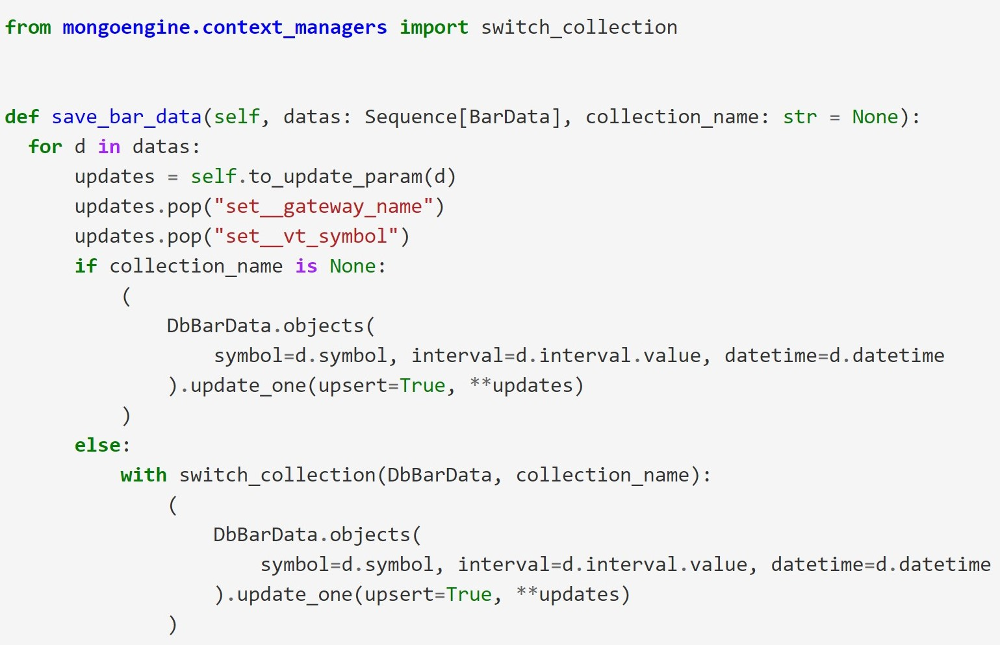 from mongoengine.context_managers import switch_collection
def save_bar_data(self, datas: Sequence[BarData], collection_name: str = None):
  for d in datas:
      updates = self.to_update_param(d)
      updates.pop("set__gateway_name")
      updates.pop("set__vt_symbol")
      if collection_name is None:
          (
              DbBarData.objects(
                  symbol=d.symbol, interval=d.interval.value, datetime=d.datetime
              ).update_one(upsert=True, **updates)
          )
      else:
          with switch_collection(DbBarData, collection_name):
              (
                  DbBarData.objects(
                      symbol=d.symbol, interval=d.interval.value, datetime=d.datetime
                  ).update_one(upsert=True, **updates)
              )